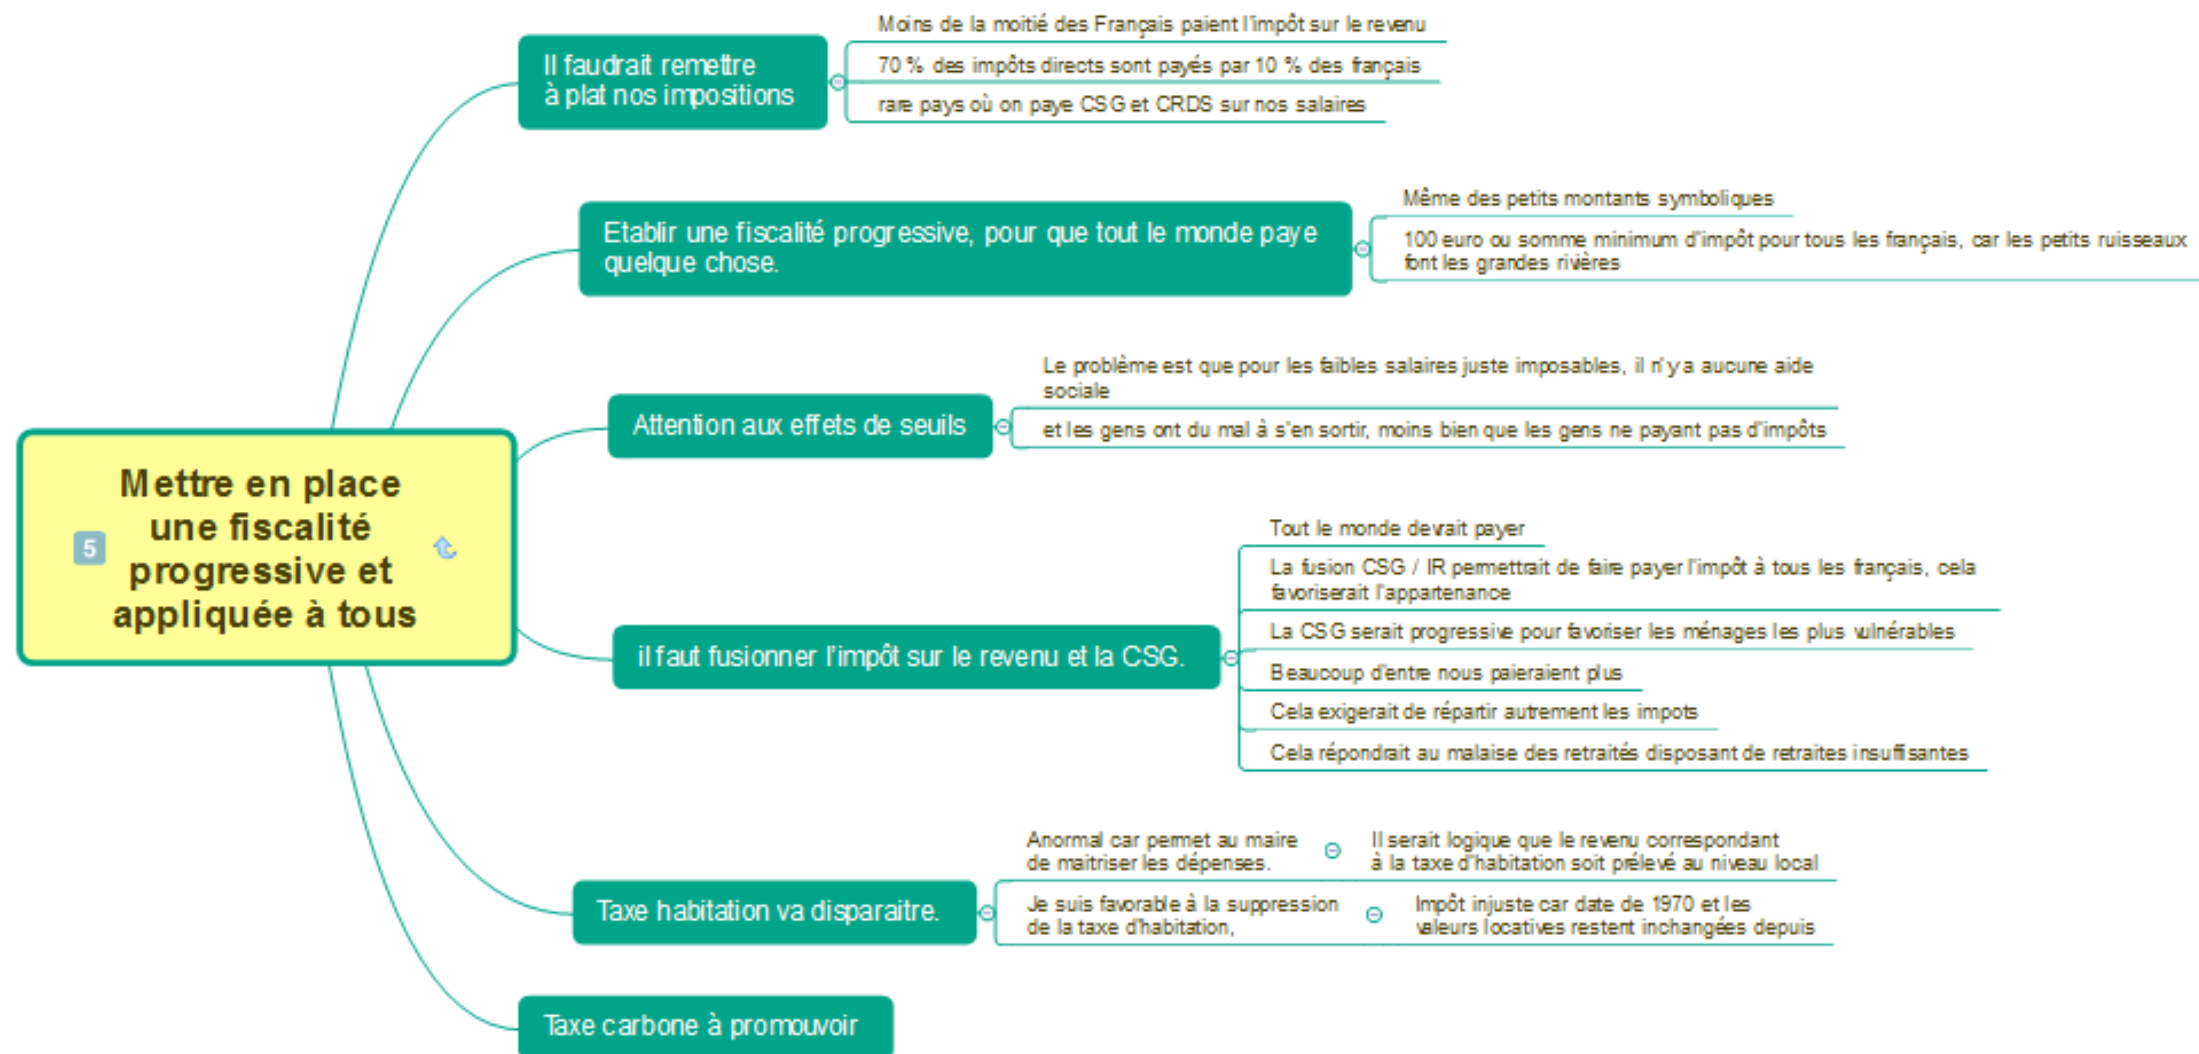 Il faudrait remettre
à plat nos impositions
Moins de la moitié des Français paient l'impôt sur le revenu
70 % des impôts directs sont payés par 10 % des français
rare pays où on paye CSG et CRDS sur nos salaires
Etablir une fiscalité progressive, pour que tout le monde paye
quelque chose.
Même des petits montants symboliques
100 euro ou somme minimum d'impôt pour tous les français, car les petits ruisseaux
font les grandes rivières
Attention aux effets de seuils
Le problème est que pour les faibles salaires juste imposables, il n'y a aucune aide
sociale
et les gens ont du mal à s'en sortir, moins bien que les gens ne payant pas d'impôts
5
Mettre en place
une fiscalité
progressive et
appliquée à tous
il faut fusionner l'impôt sur le revenu et la CSG.
Tout le monde devrait payer
La fusion CSG / IR permettrait de faire payer l'impôt à tous les français, cela
favoriserait l'appartenance
La CSG serait progressive pour favoriser les ménages les plus vulnérables
Beaucoup d'entre nous paieraient plus
Cela exigerait de répartir autrement les impots
Cela répondrait au malaise des retraités disposant de retraites insuffisantes
Taxe habitation va disparaitre.
Anormal car permet au maire
de maitriser les dépenses.
Il serait logique que le revenu correspondant
à la taxe d'habitation soit prélevé au niveau local
Je suis favorable à la suppression
de la taxe d'habitation,
Impôt injuste car date de 1970 et les
valeurs locatives restent inchangées depuis
Taxe carbone à promouvoir